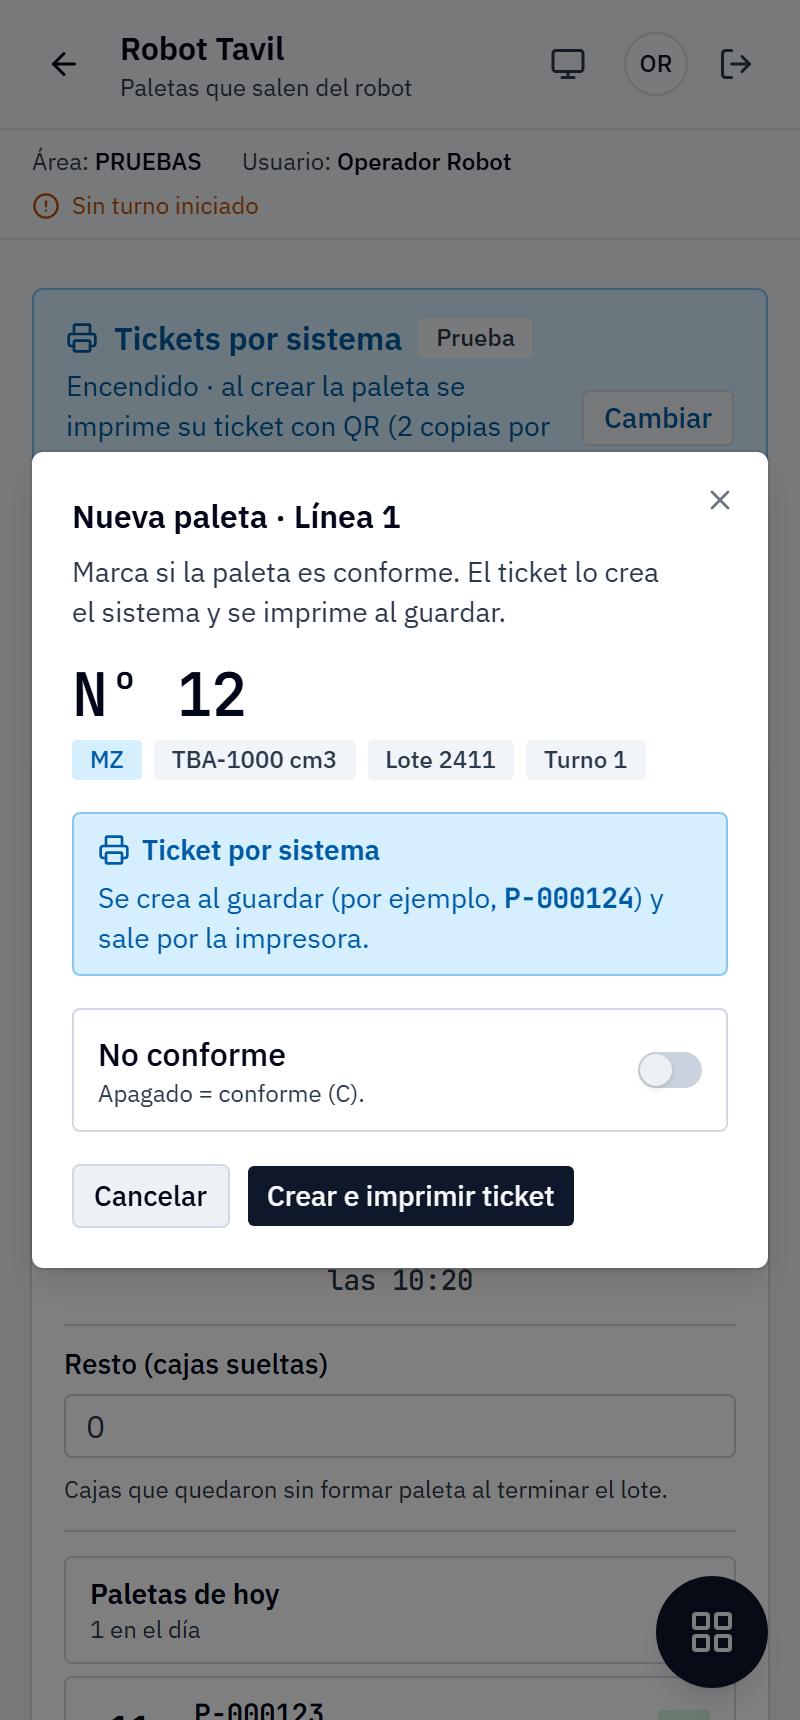 Robot Tavil
Paletas que salen del robot
OR
Área: PRUEBAS Usuario: Operador Robot
Sin turno iniciado
Tickets por sistema Prueba
Encendido · al crear la paleta se
imprime su ticket con QR (2 copias por
Cambiar
Nueva paleta · Línea 1
Marca si la paleta es conforme. El ticket lo crea
el sistema y se imprime al guardar.
Nº 12
MZ TBA-1000 cm3 Lote 2411 Turno 1
Ticket por sistema
Se crea al guardar (por ejemplo, P-000124) y
sale por la impresora.
No conforme
Apagado = conforme (C).
Cancelar Crear e imprimir ticket
las 10:20
Resto (cajas sueltas)
0
Cajas que quedaron sin formar paleta al terminar el lote.
Paletas de hoy
1 en el día
P-000123